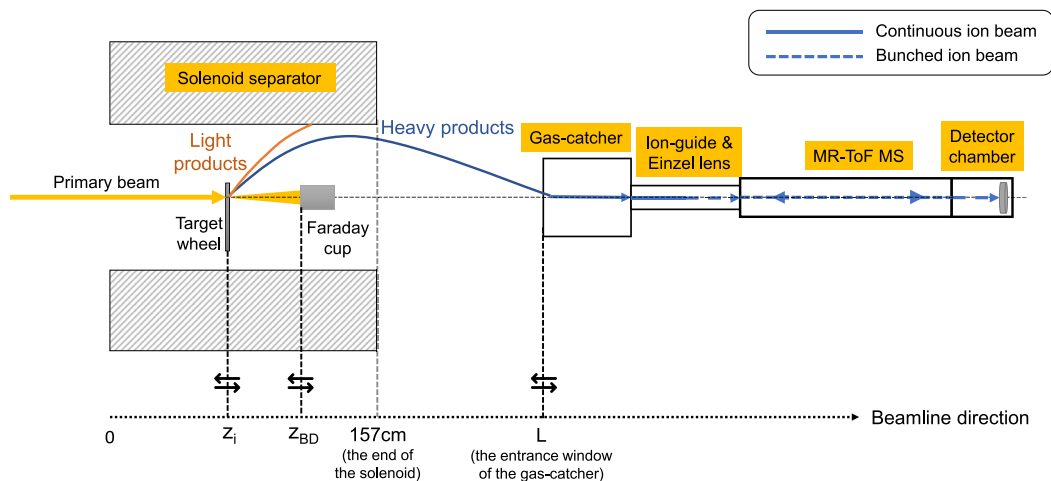 Continuous ion beam
Bunched ion beam
Solenoid separator
Light
products
Heavy products
Gas-catcher
Ion-guide &
Einzel lens
MR-ToF MS
Detector
chamber
Primary beam
Target
wheel
Faraday
cup
0
zᵢ
z_BD
157cm
(the end of
the solenoid)
L
(the entrance window
of the gas-catcher)
Beamline direction